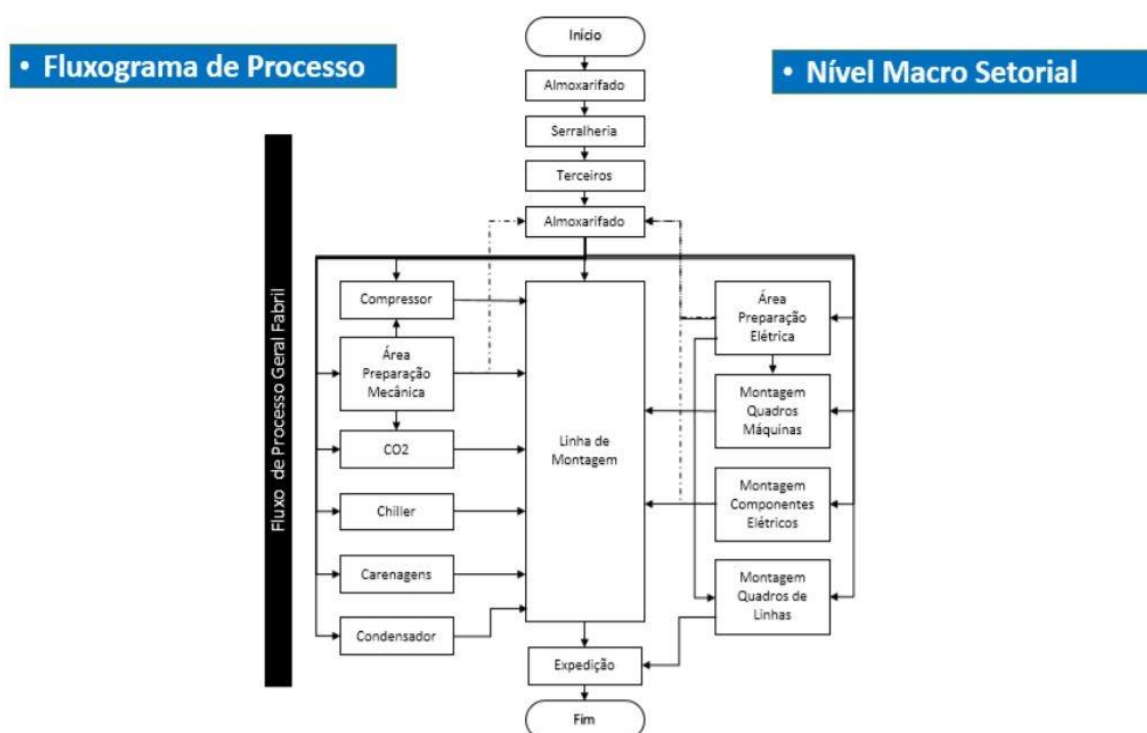 • Fluxograma de Processo
• Nível Macro Setorial
Início
Almoxarifado
Serralheria
Terceiros
Almoxarifado
Fluxo de Processo Geral Fabril
Compressor
Área
Preparação
Mecânica
CO2
Chiller
Carenagens
Condensador
Linha de
Montagem
Área
Preparação
Elétrica
Montagem
Quadros
Máquinas
Montagem
Componentes
Elétricos
Montagem
Quadros de
Linhas
Expedição
Fim